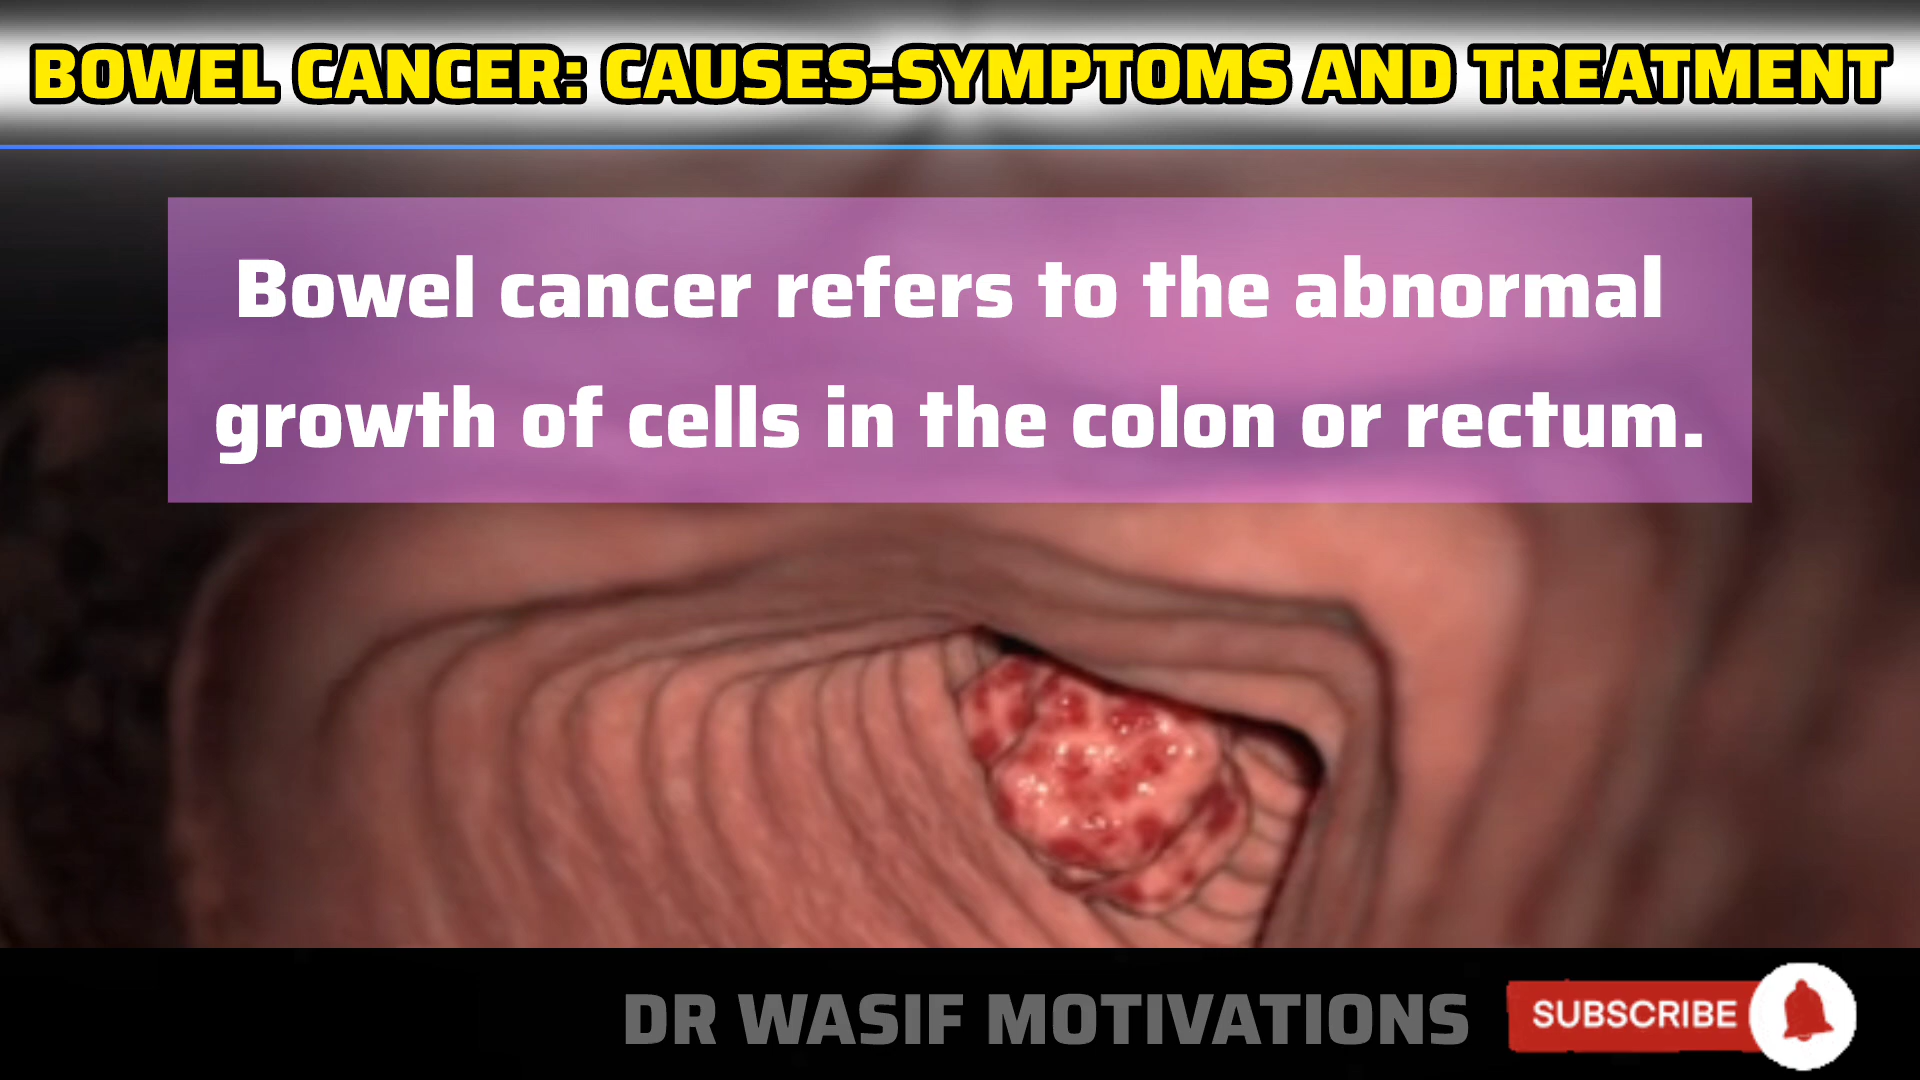 BOWEL CANCER: CAUSES-SYMPTOMS AND TREATMENT
Bowel cancer refers to the abnormal
growth of cells in the colon or rectum.
DR WASIF MOTIVATIONS
SUBSCRIBE